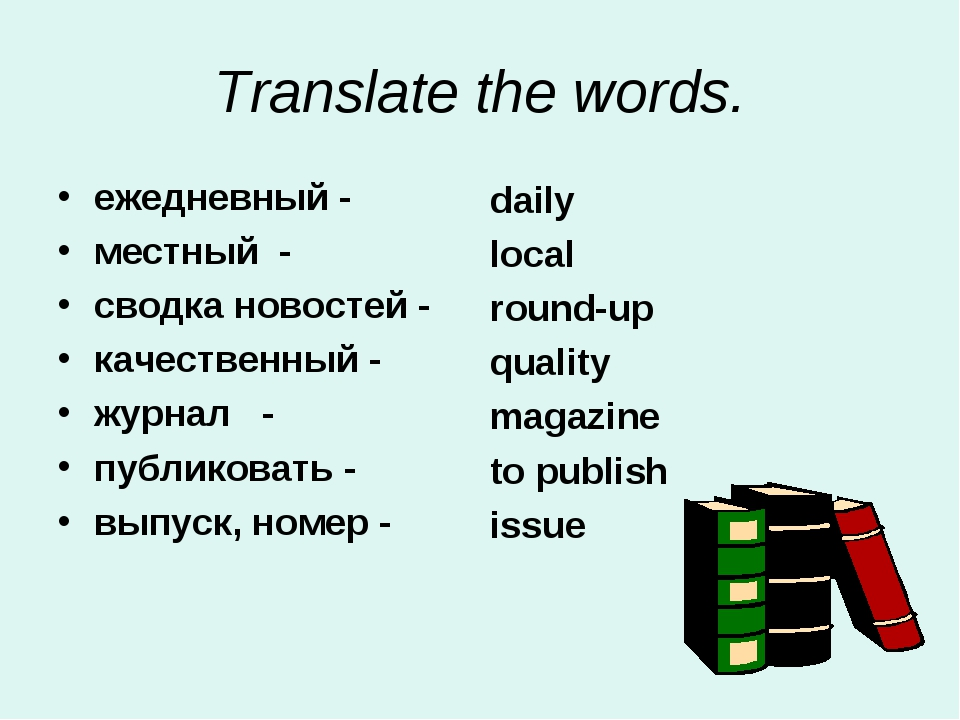 Translate the words.
• ежедневный - daily
• местный - local
• сводка новостей - round-up
• качественный - quality
• журнал - magazine
• публиковать - to publish
• выпуск, номер - issue